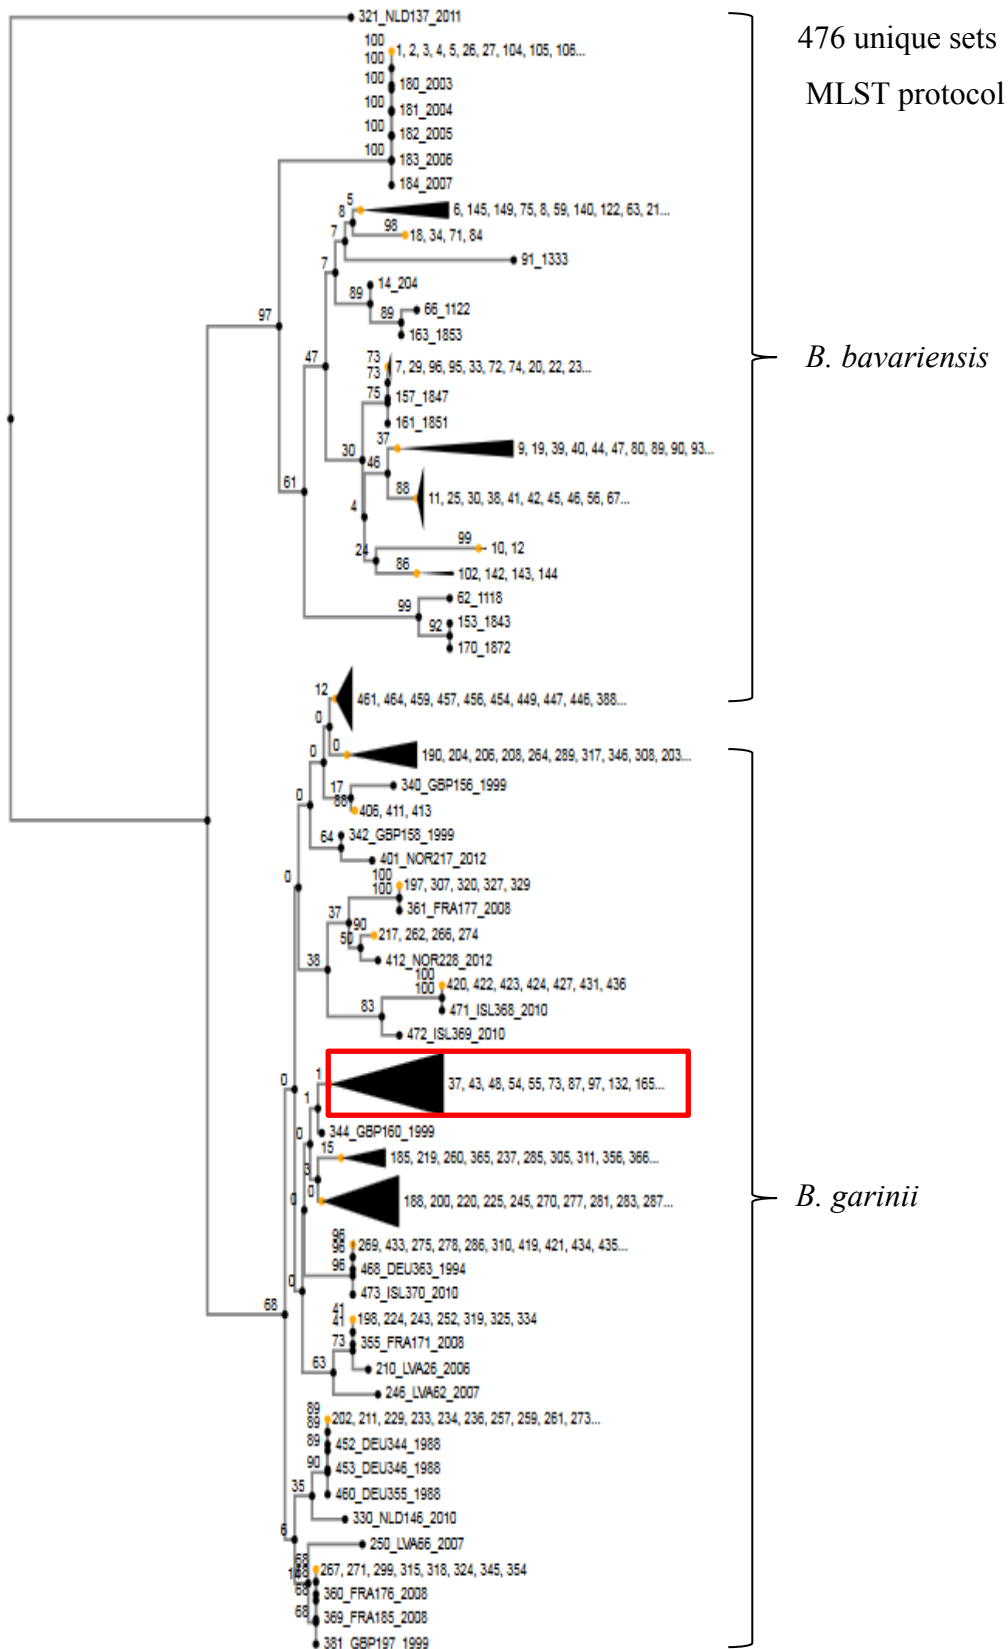 321_NLD137_2011
476 unique sets
MLST protocol
100
1, 2, 3, 4, 5, 26, 27, 104, 105, 106...
100
100
180_2003
100
181_2004
100
182_2005
100
183_2006
184_2007
5
8
6, 145, 149, 75, 8, 59, 140, 122, 63, 21...
98
18, 34, 71, 84
7
91_1333
7
14_204
89
66_1122
89
163_1853
97
47
B. bavariensis
73
7, 29, 96, 95, 33, 72, 74, 20, 22, 23...
73
75
157_1847
161_1851
37
9, 19, 39, 40, 44, 47, 80, 89, 90, 93...
30
46
61
88
11, 25, 30, 38, 41, 42, 45, 46, 56, 67...
4
99
10, 12
24
86
102, 142, 143, 144
62_1118
99
153_1843
92
170_1872
12
461, 464, 459, 457, 456, 454, 449, 447, 446, 388...
0
0
190, 204, 206, 208, 264, 289, 317, 346, 308, 203...
0
17
340_GBP156_1999
88
406, 411, 413
0
342_GBP158_1999
64
401_NOR217_2012
100
197, 307, 320, 327, 329
100
361_FRA177_2008
0
37
90
217, 262, 266, 274
50
412_NOR228_2012
38
100
420, 422, 423, 424, 427, 431, 436
100
83
471_ISL368_2010
472_ISL369_2010
1
37, 43, 48, 54, 55, 73, 87, 97, 132, 165...
0
1
344_GBP160_1999
0
15
185, 219, 260, 365, 237, 285, 305, 311, 356, 366...
3
0
188, 200, 220, 225, 245, 270, 277, 281, 283, 287...
0
B. garinii
96
269, 433, 275, 278, 286, 310, 419, 421, 434, 435...
96
96
468_DEU363_1994
0
473_ISL370_2010
68
41
198, 224, 243, 252, 319, 325, 334
41
73
355_FRA171_2008
63
210_LVA26_2006
246_LVA62_2007
89
202, 211, 229, 233, 234, 236, 257, 259, 261, 273...
89
89
452_DEU344_1988
90
453_DEU346_1988
35
460_DEU355_1988
330_NLD146_2010
6
250_LVA66_2007
68
267, 271, 299, 315, 318, 324, 345, 354
68
360_FRA176_2008
68
369_FRA185_2008
381_GBP197_1999